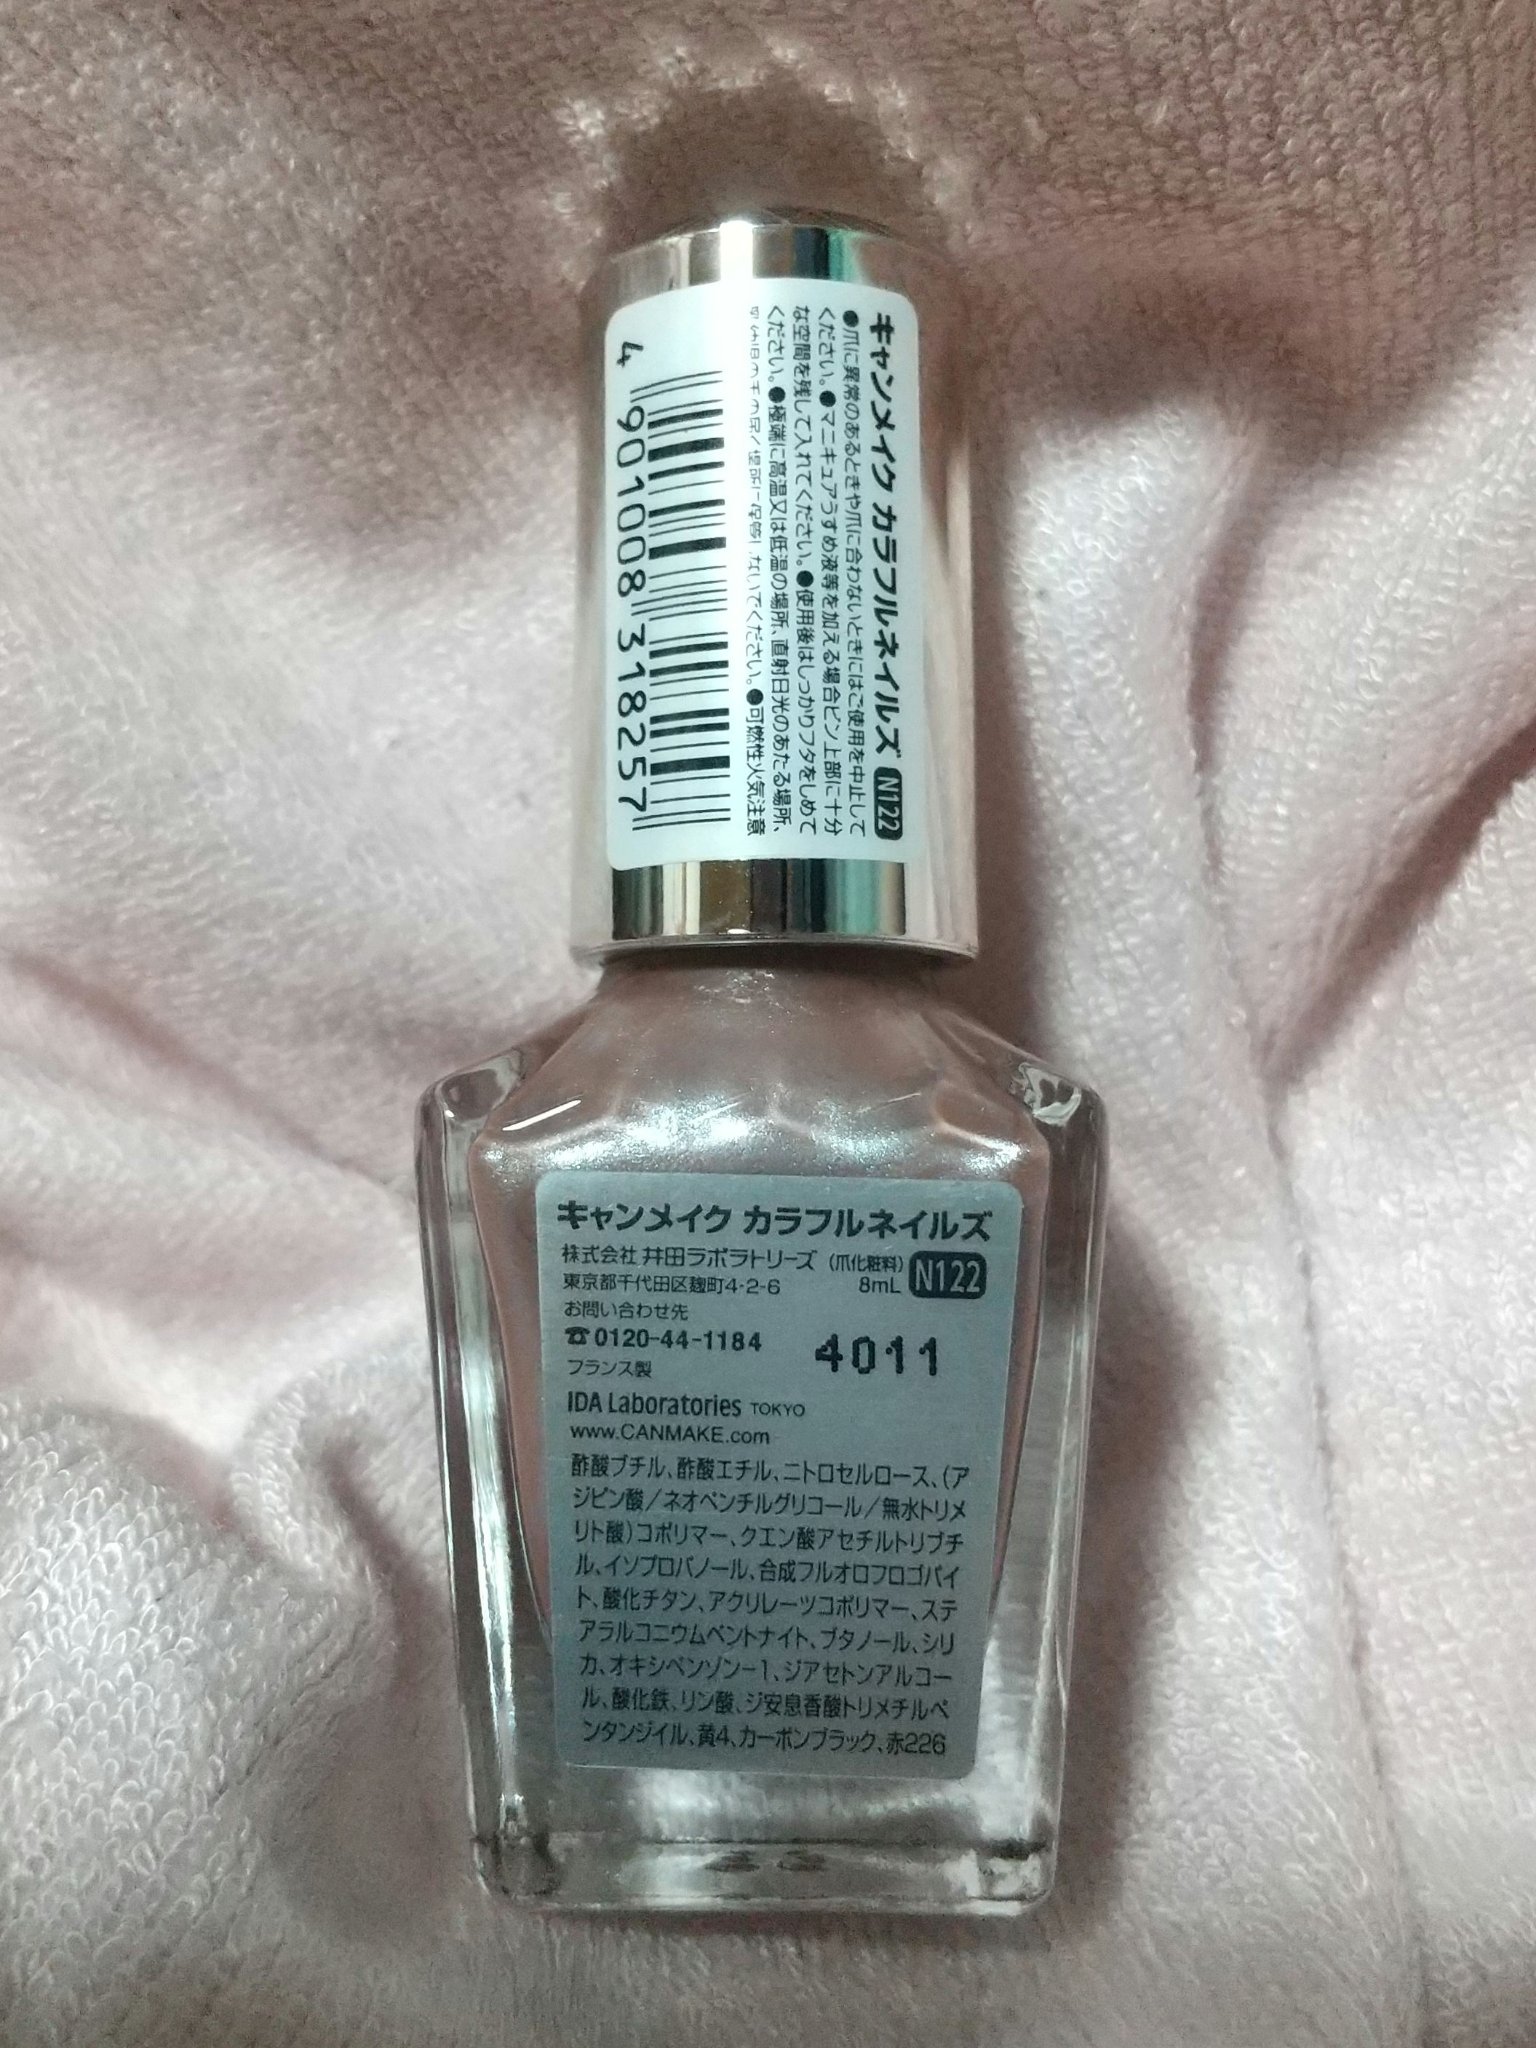 キャンメイク カラフルネイルズ N122
●爪に異常のあるときや爪に合わないときにはご使用を中止して
ください。●マニキュアうすめ液等を加える場合ビン上部に十分
な空間を残して入れてください。●使用後はしっかりフタをしめて
ください。●極端に高温又は低温の場所、直射日光のあたる場所、
保管しないでください。●可燃性火気注意
4 901008 318257
キャンメイク カラフルネイルズ
株式会社 井田ラボラトリーズ (爪化粧料) N122
東京都千代田区麹町4-2-6 8mL
お問い合わせ先
☎0120-44-1184 4011
フランス製
IDA Laboratories TOKYO
www.CANMAKE.com
酢酸ブチル、酢酸エチル、ニトロセルロース、(ア
ジピン酸/ネオペンチルグリコール/無水トリメ
リト酸)コポリマー、クエン酸アセチルトリブチ
ル、イソプロパノール、合成フルオロフロゴパイ
ト、酸化チタン、アクリレーツコポリマー、ステ
アラルコニウムベントナイト、ブタノール、シリ
カ、オキシベンゾン-1、ジアセトンアルコー
ル、酸化鉄、リン酸、ジ安息香酸トリメチルペ
ンタンジイル、黄4、カーボンブラック、赤226